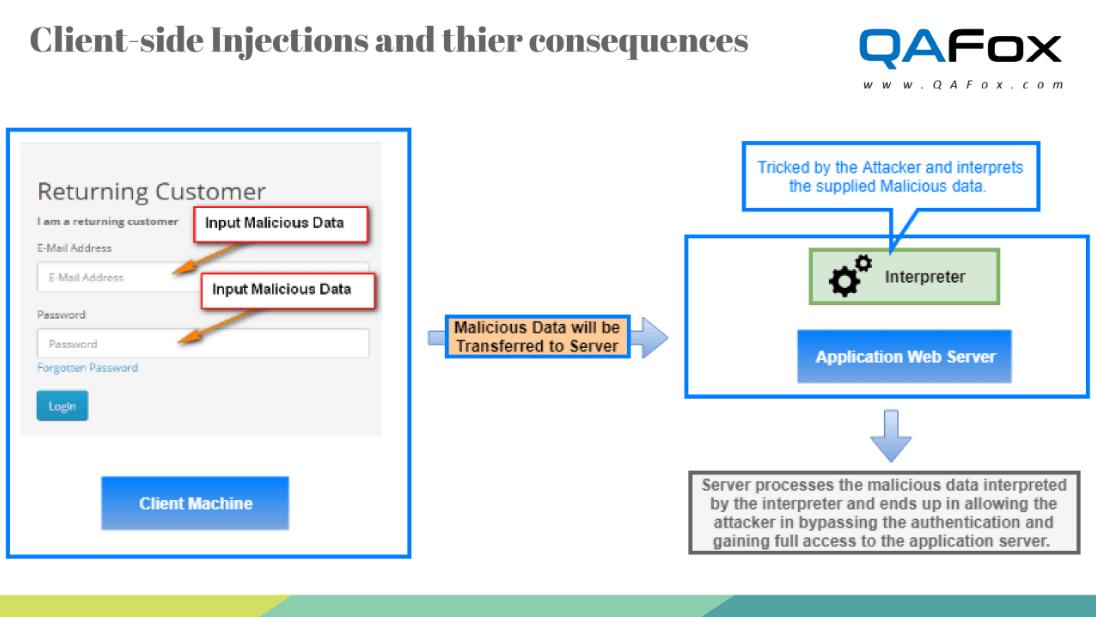 Client-side Injections and thier consequences
QAFox
www.QAFox.com
Returning Customer
I am a returning customer
Input Malicious Data
E-Mail Address
E-Mail Address
Input Malicious Data
Password
Password
Forgotten Password
Login
Client Machine
Malicious Data will be
Transferred to Server
Tricked by the Attacker and interprets
the supplied Malicious data.
Interpreter
Application Web Server
Server processes the malicious data interpreted
by the interpreter and ends up in allowing the
attacker in bypassing the authentication and
gaining full access to the application server.